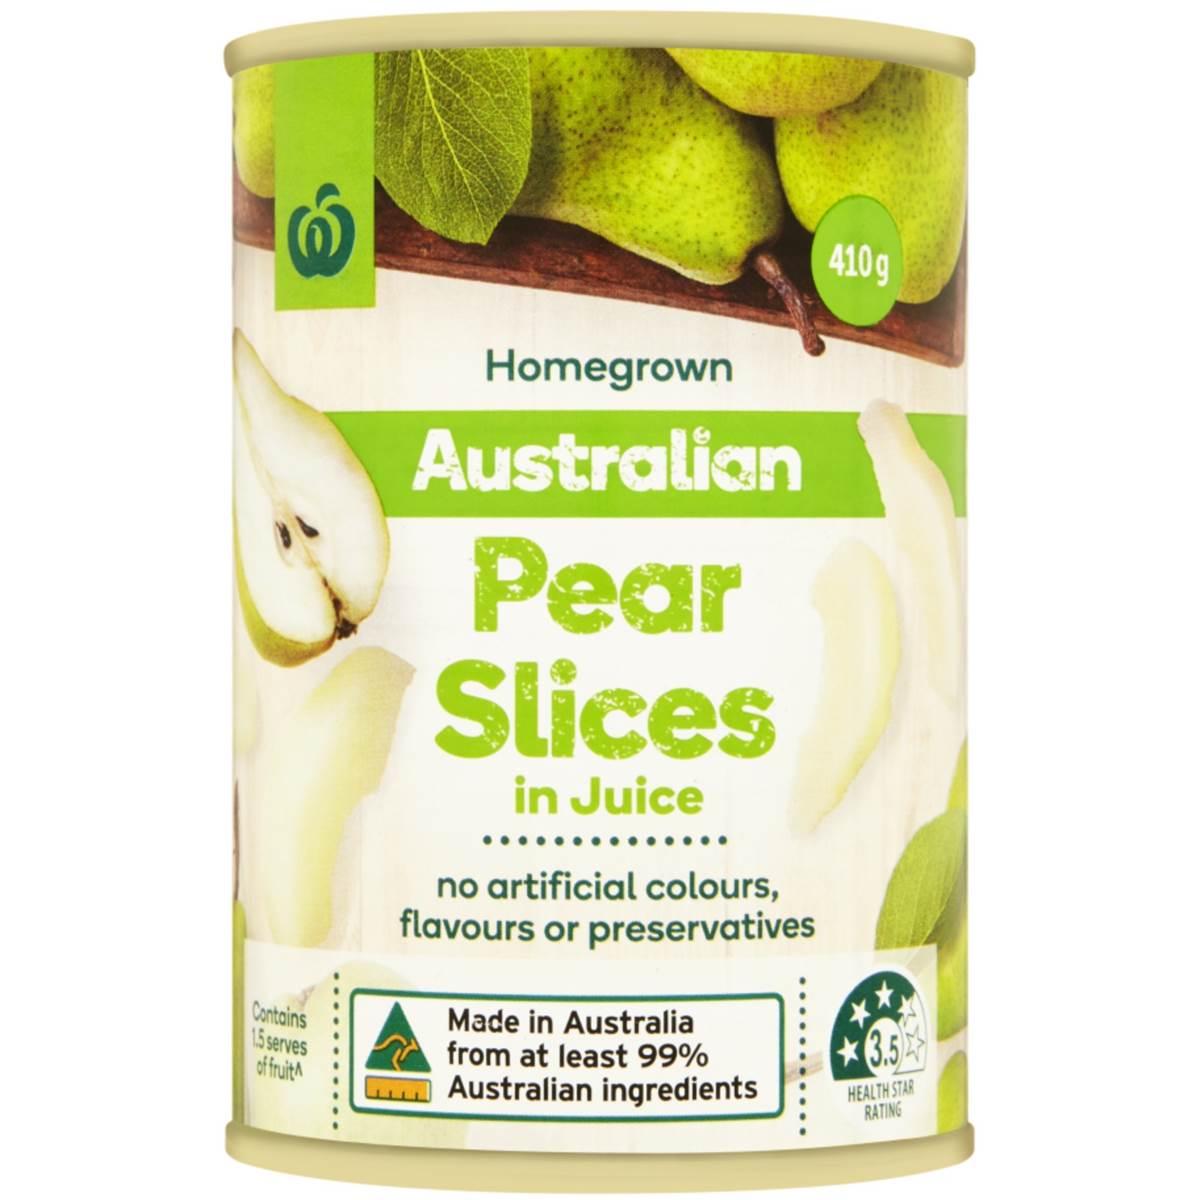 410g
Homegrown
Australian
Pear
Slices
in Juice
no artificial colours,
flavours or preservatives
Contains
1.5 serves
of fruit^
Made in Australia
from at least 99%
Australian ingredients
3.5
HEALTH STAR
RATING